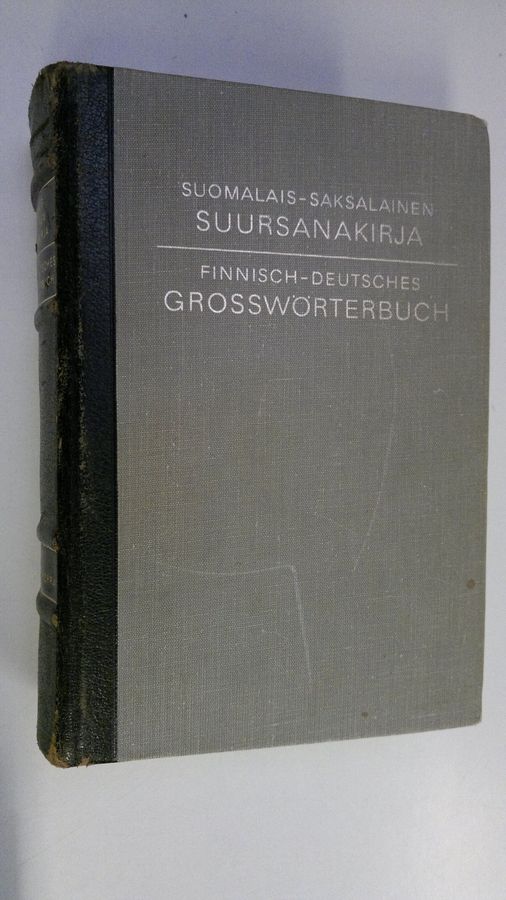 SUOMALAIS-SAKSALAINEN
SUURSANAKIRJA
FINNISCH-DEUTSCHES
GROSSWÖRTERBUCH